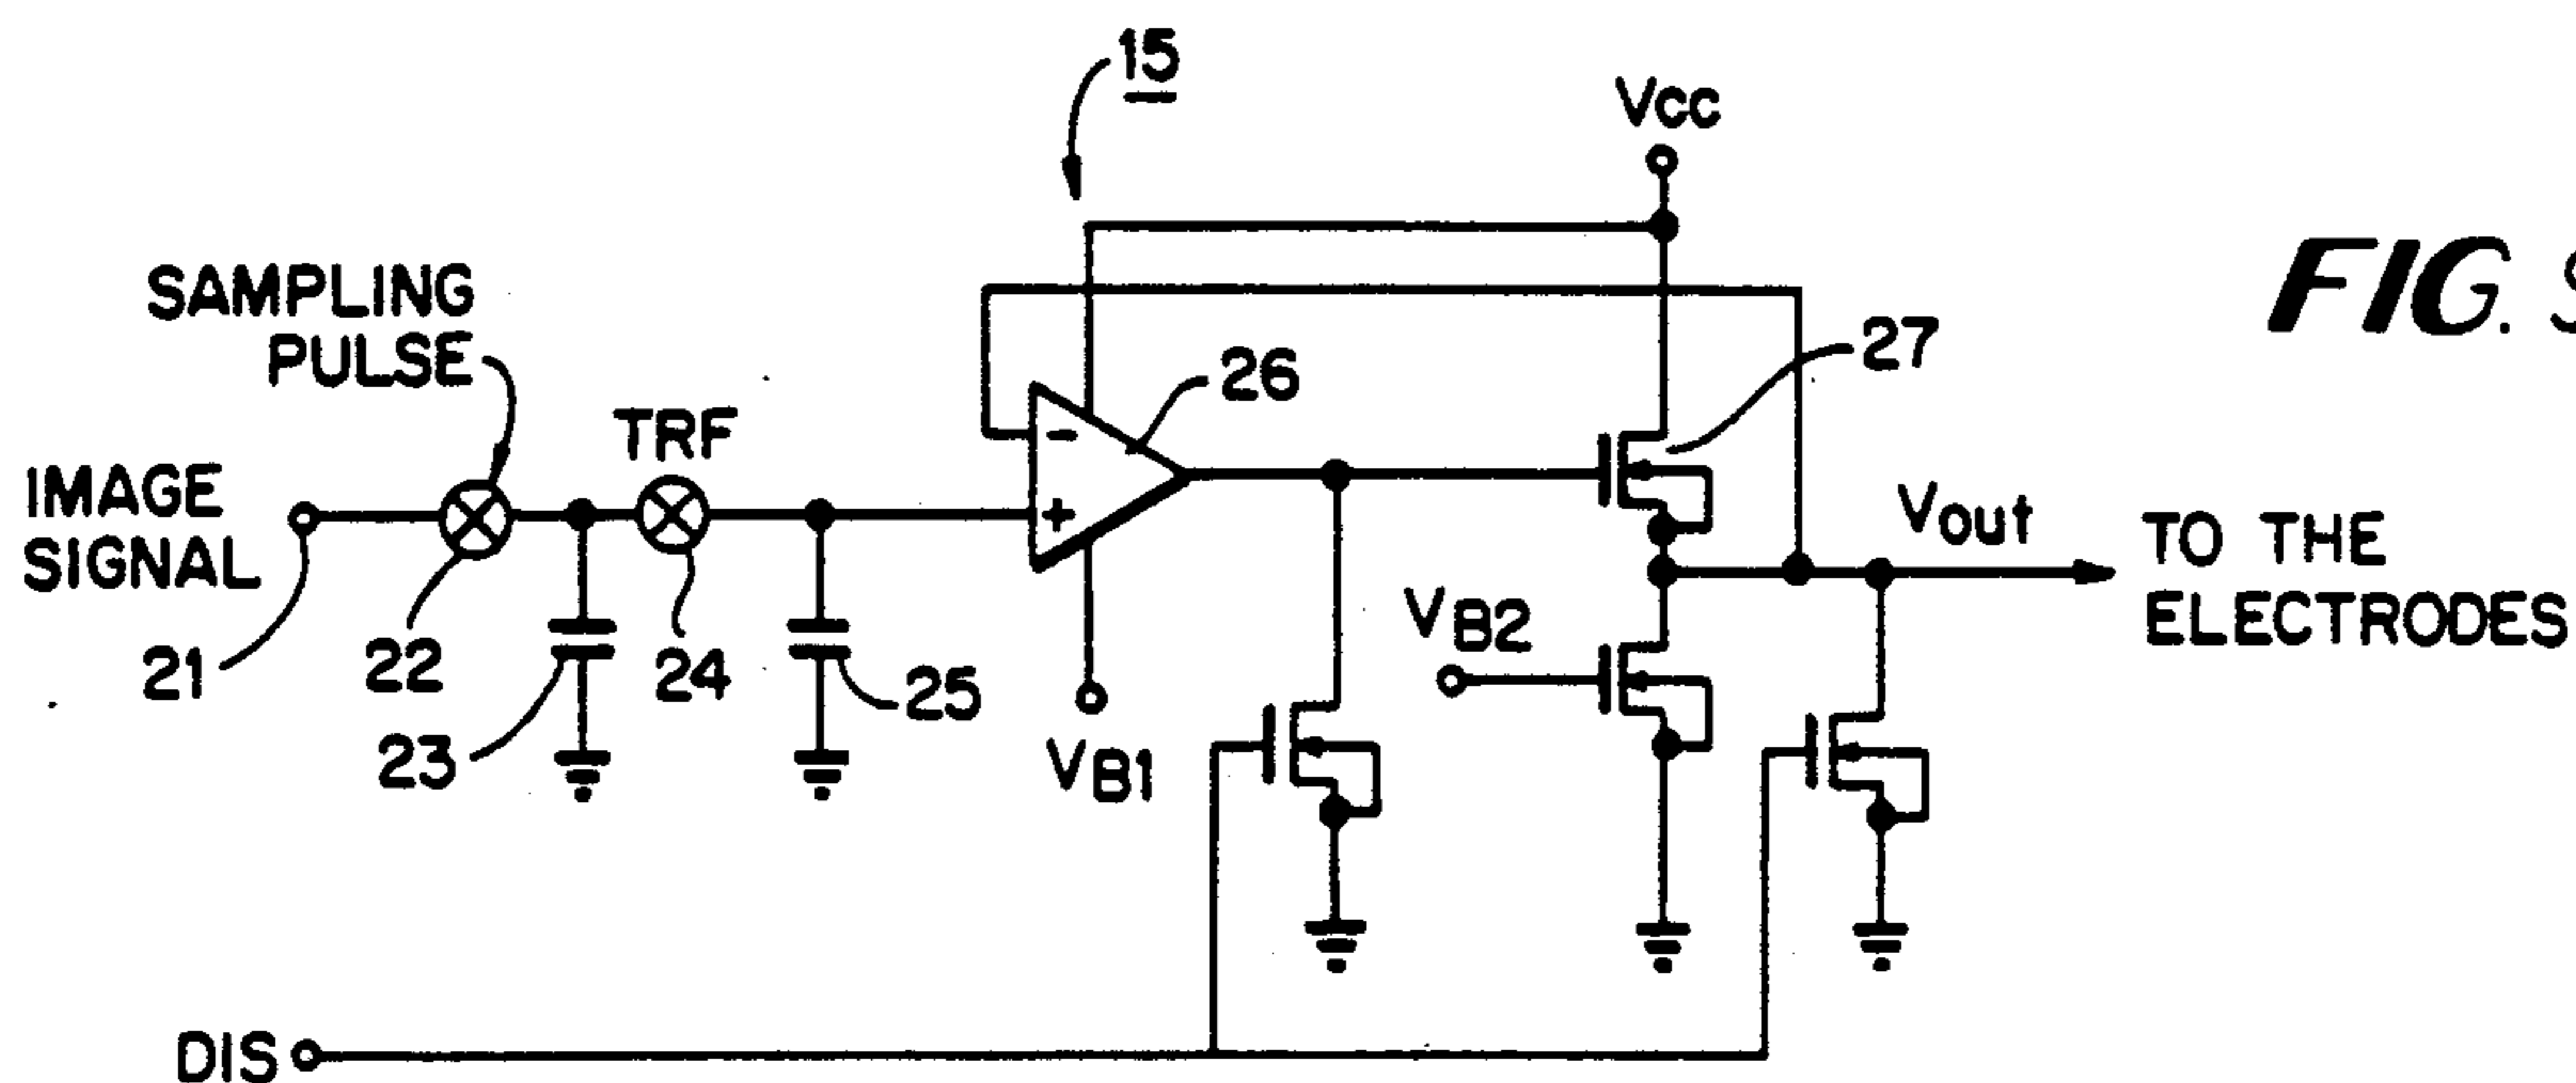 15
Vcc
SAMPLING
PULSE
FIG.
27
26
TRF
-
+
IMAGE
SIGNAL
Vout
TO THE
ELECTRODES
VB2
21
22
24
25
23
VB1
DIS